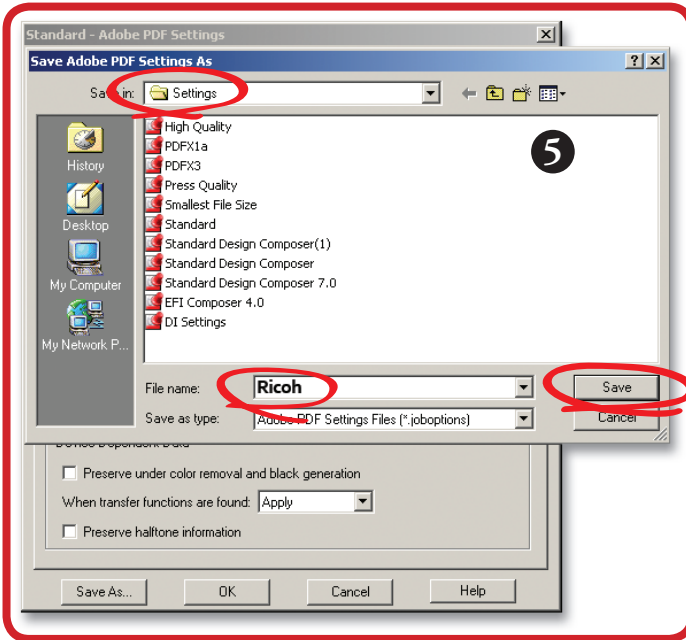 Standard - Adobe PDF Settings
Save Adobe PDF Settings As
Save in: Settings
High Quality
PDFX1a
PDFX3
Press Quality
Smallest File Size
Standard
Standard Design Composer(1)
Standard Design Composer
Standard Design Composer 7.0
EFI Composer 4.0
DI Settings
5
History
Desktop
My Computer
My Network P...
File name: Ricoh
Save
Save as type: Adobe PDF Settings Files (*.joboptions)
Cancel
Device Dependent Data
Preserve under color removal and black generation
When transfer functions are found: Apply
Preserve halftone information
Save As...
OK
Cancel
Help